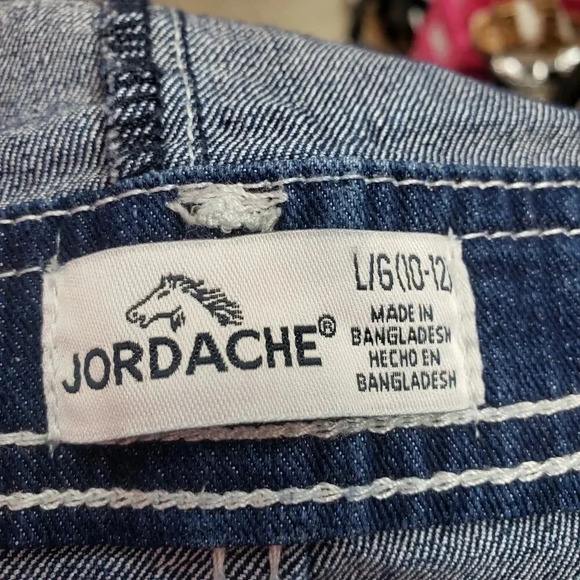 JORDACHE®
L/G(10-12)
MADE IN
BANGLADESH
HECHO EN
BANGLADESH